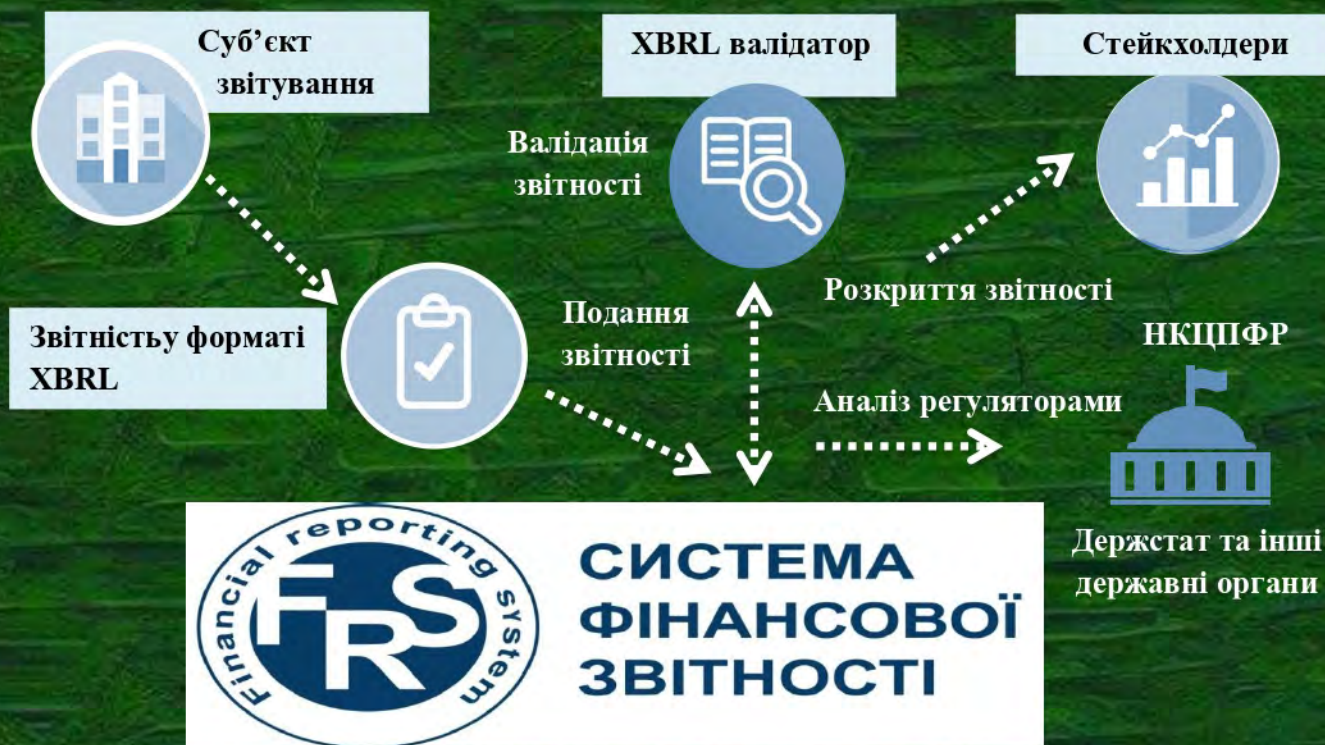 Суб’єкт
звітування
XBRL валідатор
Стейкхолдери
Валідація
звітності
Розкриття звітності
Звітністьу форматі
XBRL
Подання
звітності
НКЦПФР
Аналіз регуляторами
Держстат та інші
державні органи
Financial reporting system
FRS
СИСТЕМА
ФІНАНСОВОЇ
ЗВІТНОСТІ